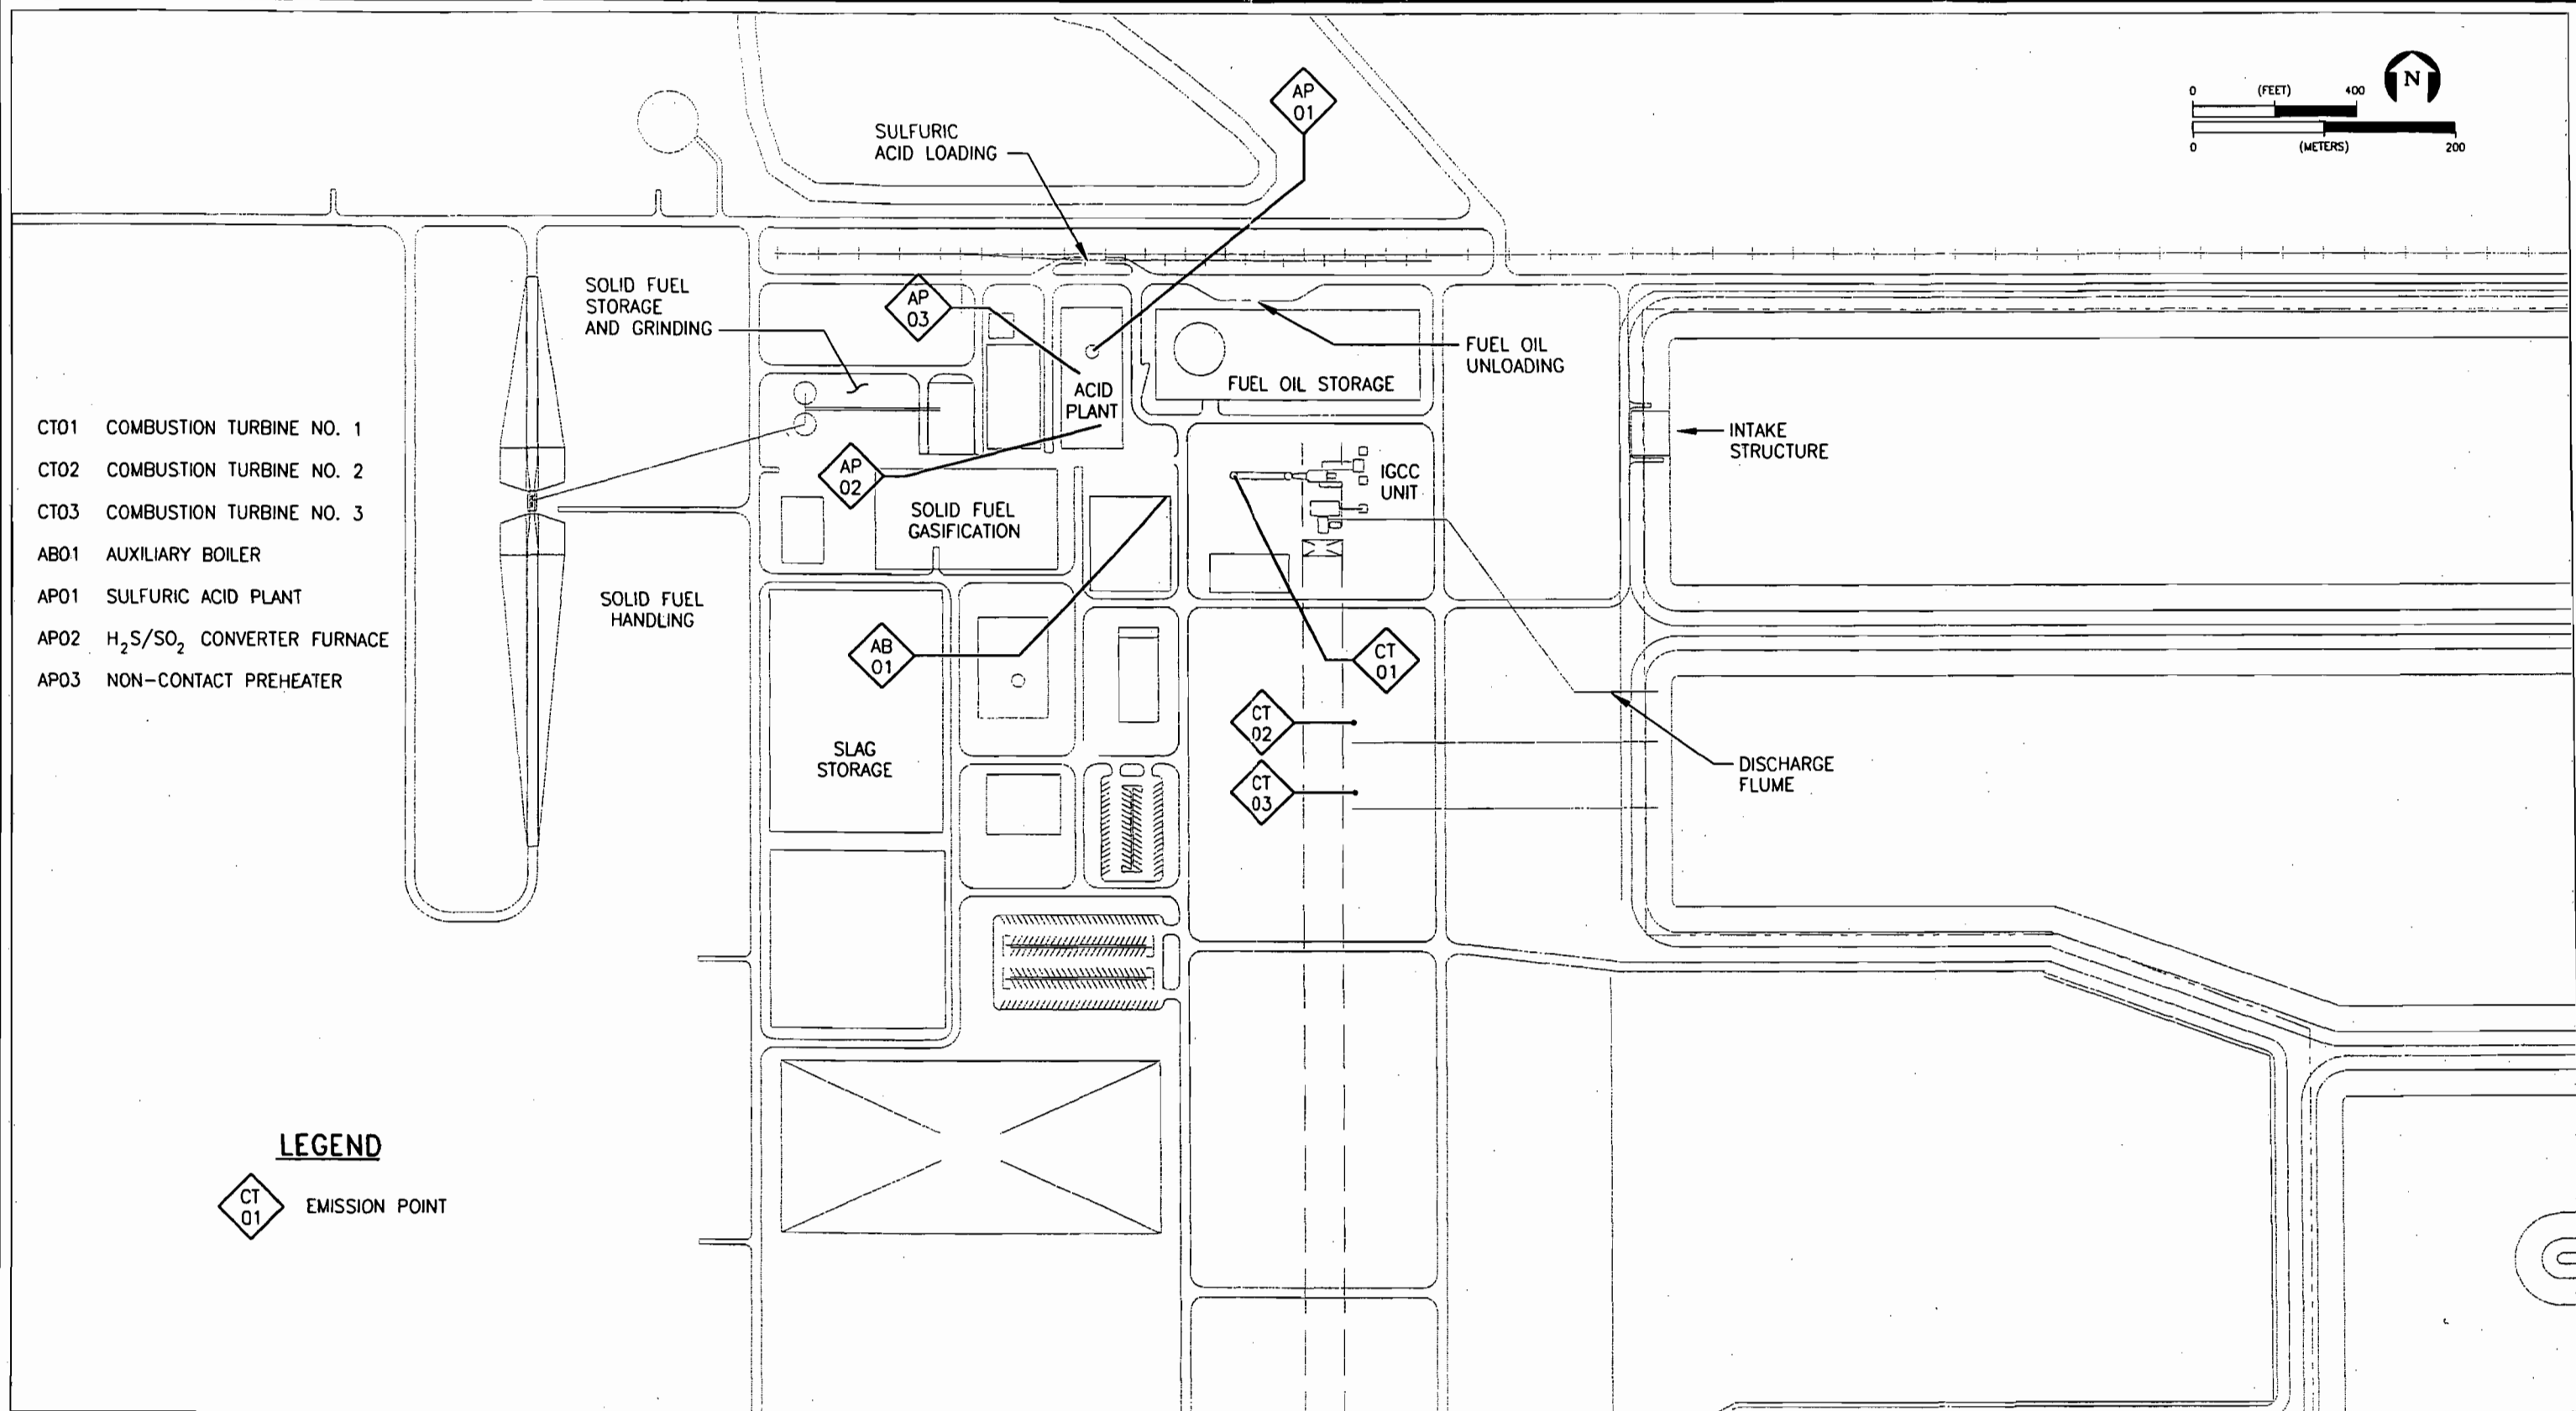 AP
01
0 (FEET) 400
N
0 (METERS) 200
SULFURIC
ACID LOADING
SOLID FUEL
STORAGE
AND GRINDING
AP
03
FUEL OIL
UNLOADING
FUEL OIL STORAGE
ACID
PLANT
INTAKE
STRUCTURE
AP
02
IGCC
UNIT
SOLID FUEL
GASIFICATION
CT01 COMBUSTION TURBINE NO. 1
CT02 COMBUSTION TURBINE NO. 2
CT03 COMBUSTION TURBINE NO. 3
AB01 AUXILIARY BOILER
AP01 SULFURIC ACID PLANT
AP02 H₂S/SO₂ CONVERTER FURNACE
AP03 NON-CONTACT PREHEATER
SOLID FUEL
HANDLING
AB
01
CT
01
CT
02
SLAG
STORAGE
CT
03
DISCHARGE
FLUME
LEGEND
CT
01
EMISSION POINT